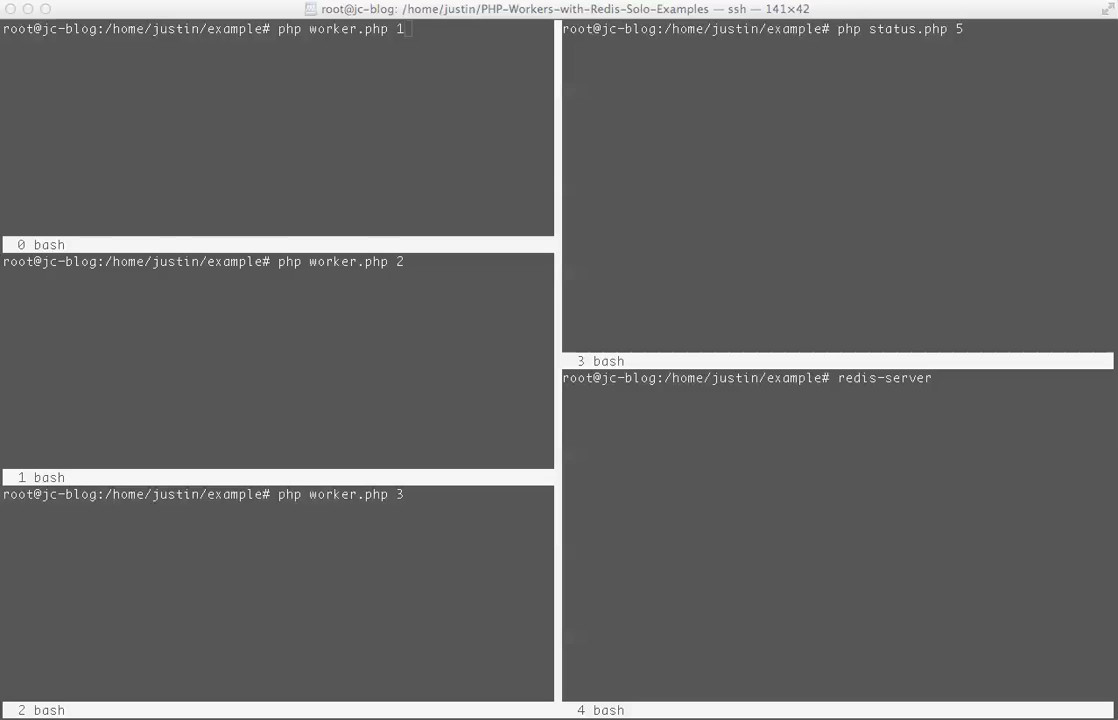 root@jc-blog: /home/justin/PHP-Workers-with-Redis-Solo-Examples — ssh — 141×42
root@jc-blog:/home/justin/example# php worker.php 1
0 bash
root@jc-blog:/home/justin/example# php worker.php 2
1 bash
root@jc-blog:/home/justin/example# php worker.php 3
2 bash
root@jc-blog:/home/justin/example# php status.php 5
3 bash
root@jc-blog:/home/justin/example# redis-server
4 bash